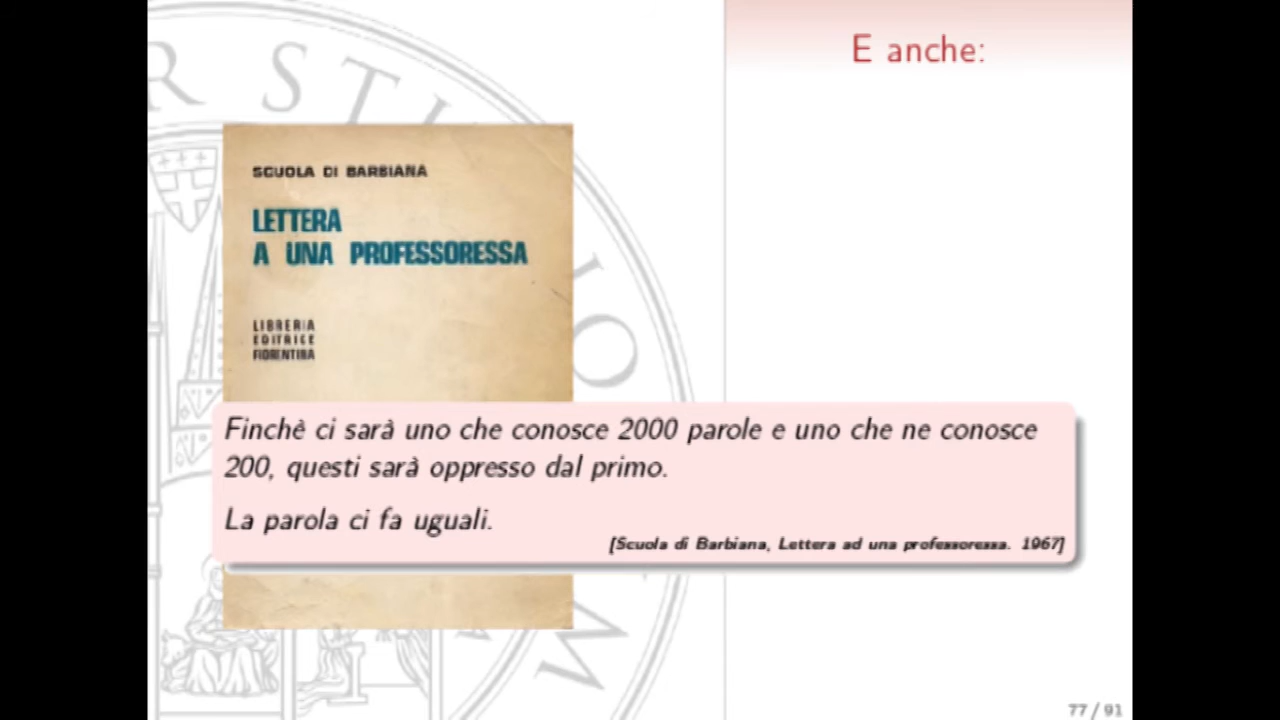 E anche:
SCUOLA DI BARBIANA
LETTERA
A UNA PROFESSORESSA
LIBRERIA
EDITRICE
FIORENTINA
Finchè ci sarà uno che conosce 2000 parole e uno che ne conosce
200, questi sarà oppresso dal primo.
La parola ci fa uguali.
[Scuola di Barbiana, Lettera ad una professoressa. 1967]
77 / 91